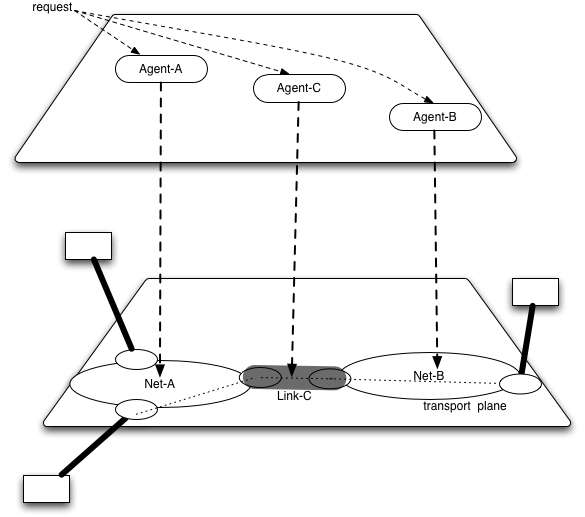 request
Agent-A
Agent-C
Agent-B
Net-A
Net-B
Link-C
transport plane